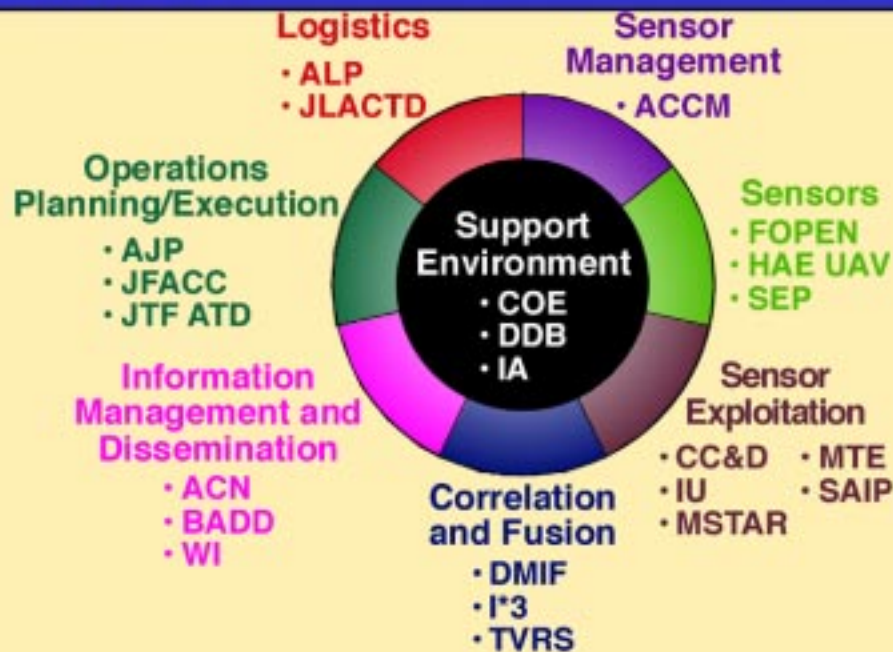 Logistics
• ALP
• JLACTD
Sensor
Management
• ACCM
Sensors
• FOPEN
• HAE UAV
• SEP
Sensor
Exploitation
• CC&D • MTE
• IU • SAIP
• MSTAR
Correlation
and Fusion
• DMIF
• I*3
• TVRS
Information
Management and
Dissemination
• ACN
• BADD
• WI
Operations
Planning/Execution
• AJP
• JFACC
• JTF ATD
Support
Environment
• COE
• DDB
• IA